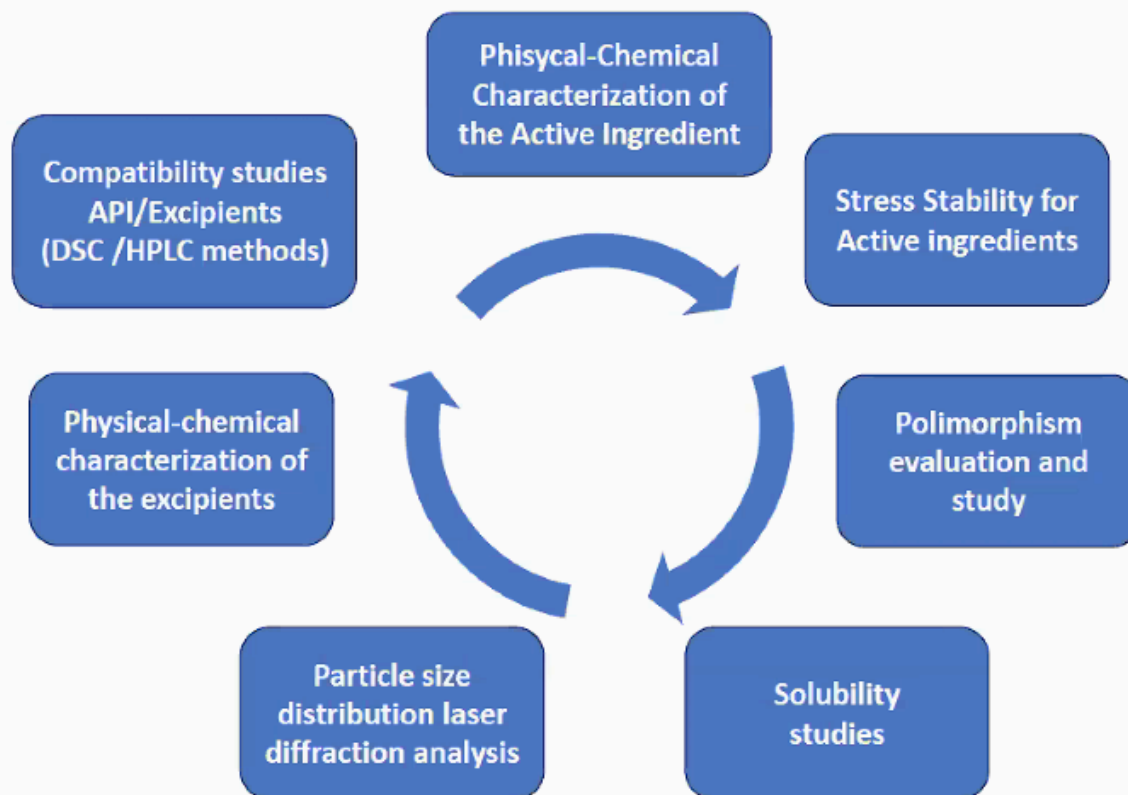 Phisycal-Chemical
Characterization of
the Active Ingredient
Stress Stability for
Active ingredients
Polimorphism
evaluation and
study
Solubility
studies
Particle size
distribution laser
diffraction analysis
Physical-chemical
characterization of
the excipients
Compatibility studies
API/Excipients
(DSC /HPLC methods)